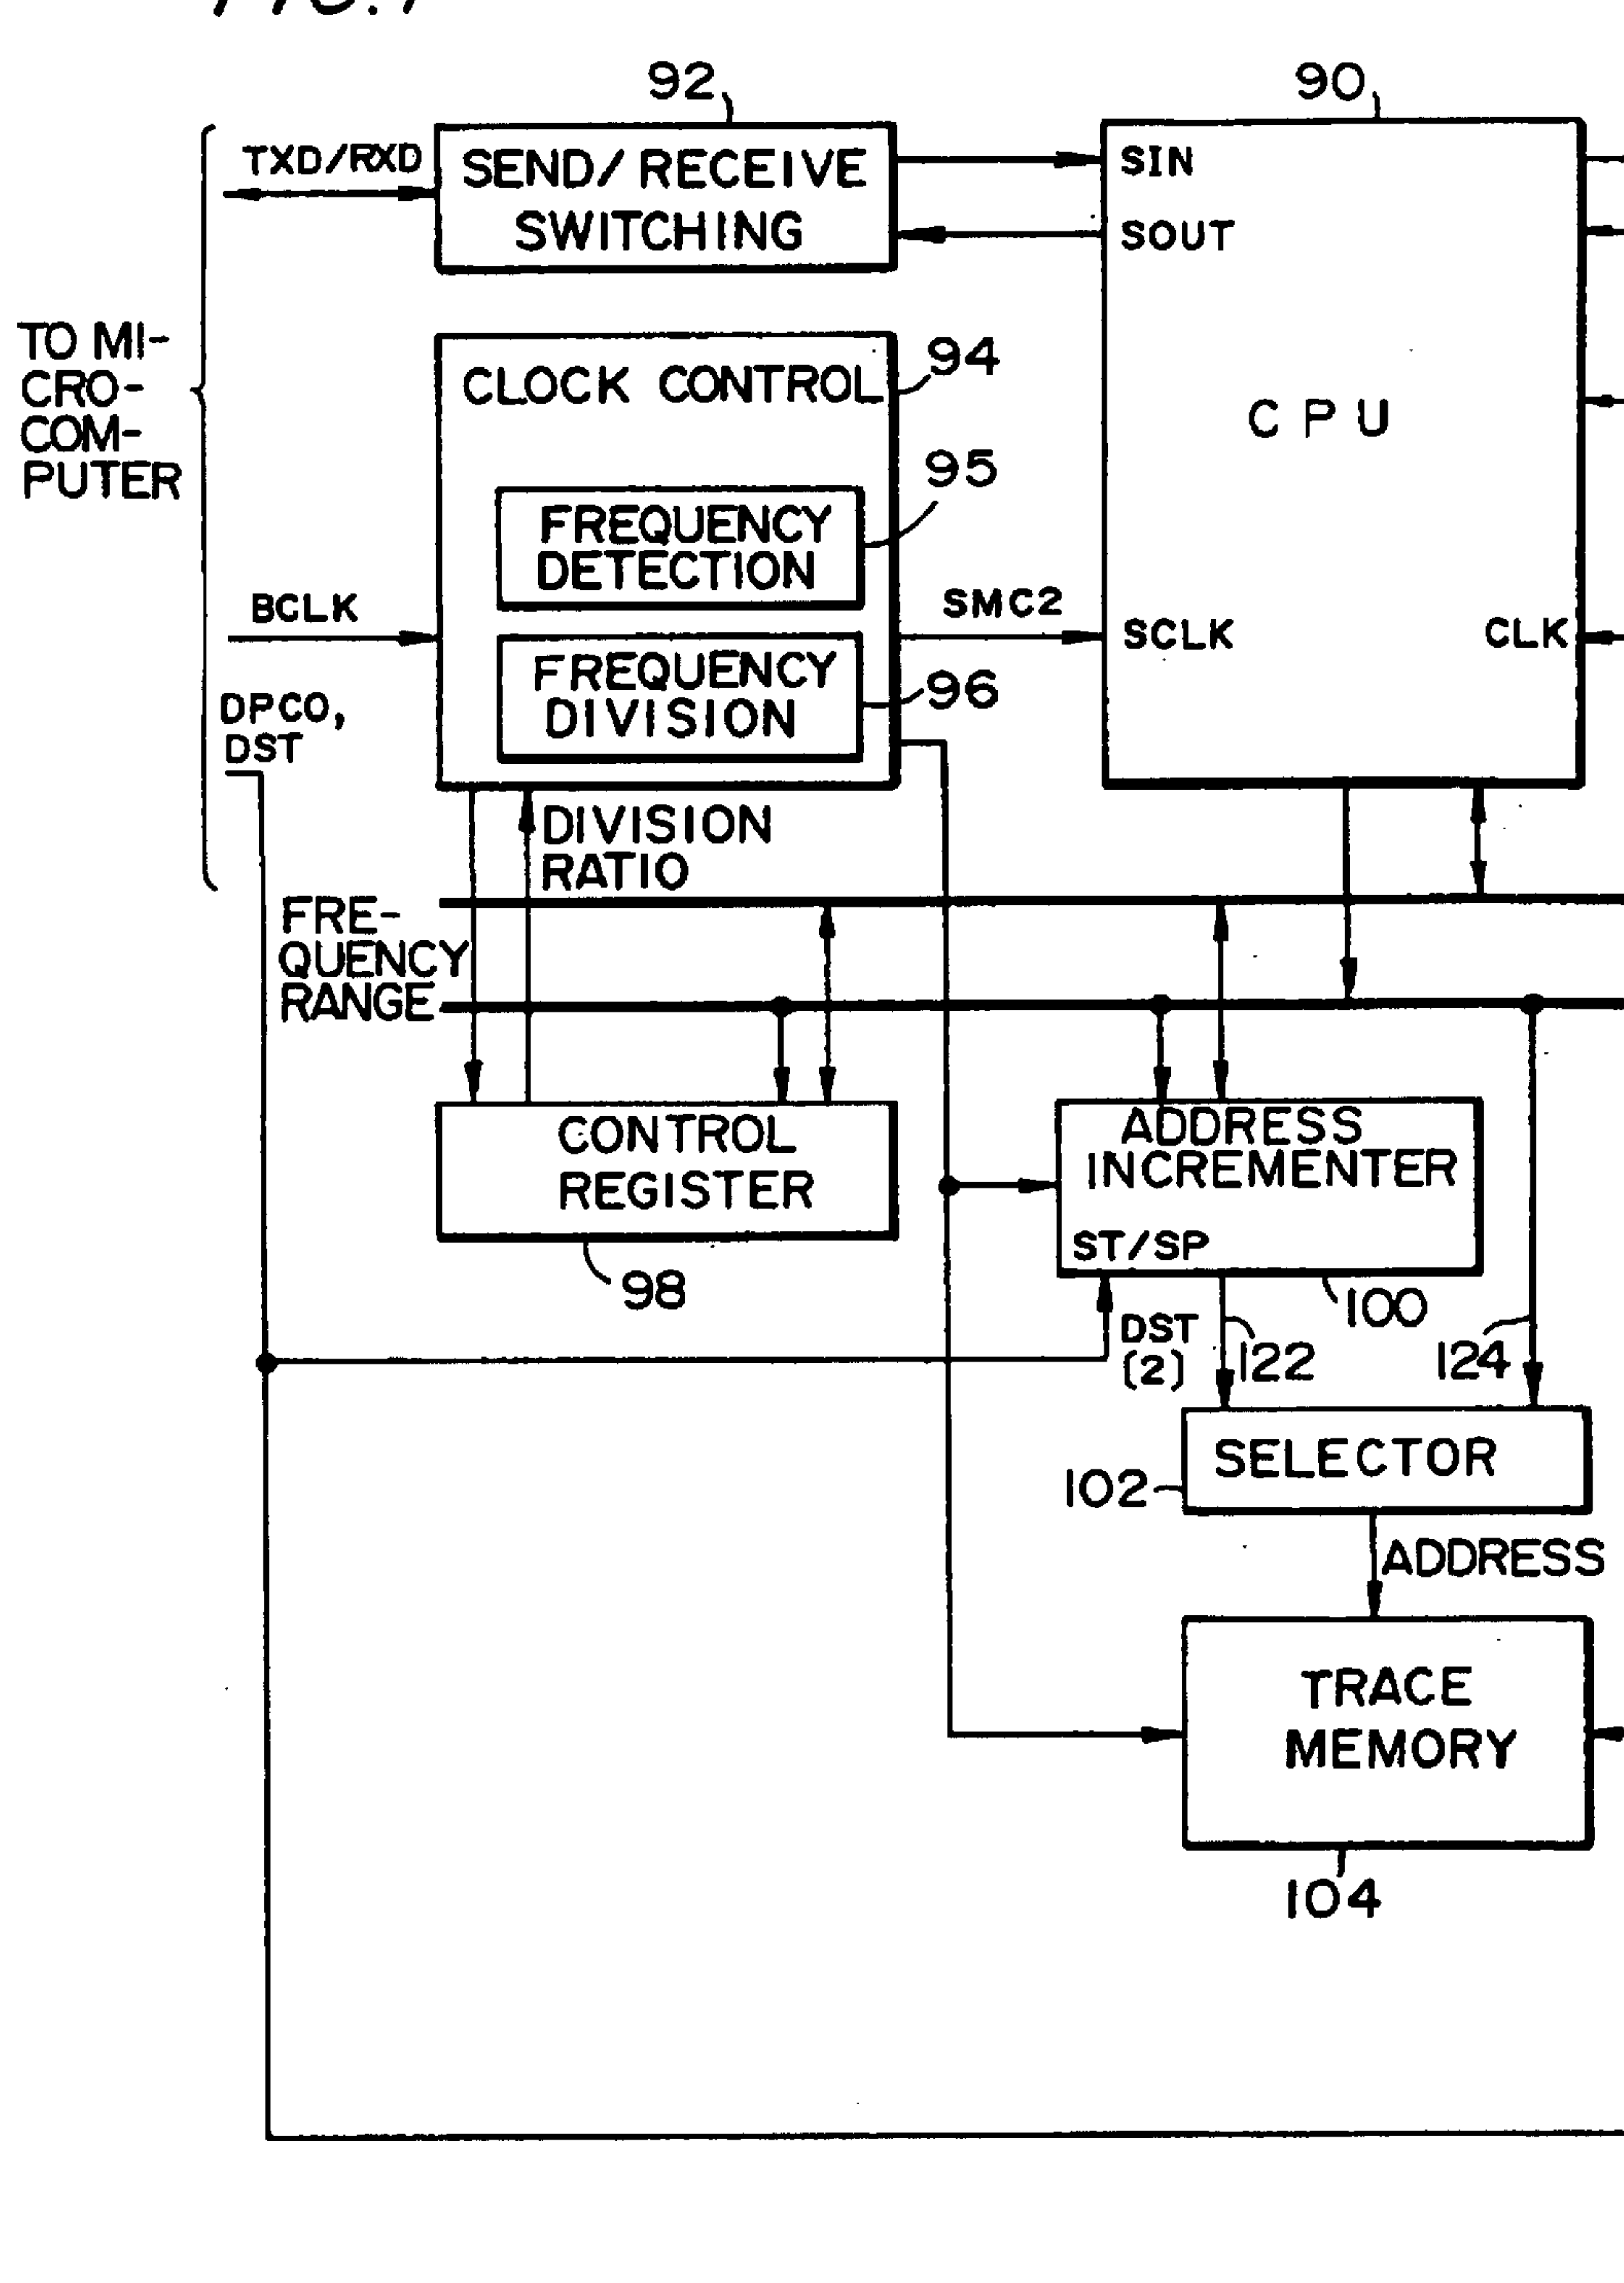 92
90
TXD/RXD
SEND/RECEIVE
SWITCHING
SIN
SOUT
TO MI-
CRO-
COM-
PUTER
CLOCK CONTROL
94
CPU
95
FREQUENCY
DETECTION
BCLK
SMC2
SCLK
CLK
FREQUENCY
DIVISION
96
DPCO,
DST
DIVISION
RATIO
FRE-
QUENCY
RANGE
CONTROL
REGISTER
98
ADDRESS
INCREMENTER
ST/SP
100
DST
(2)
122
124
SELECTOR
102
ADDRESS
TRACE
MEMORY
104